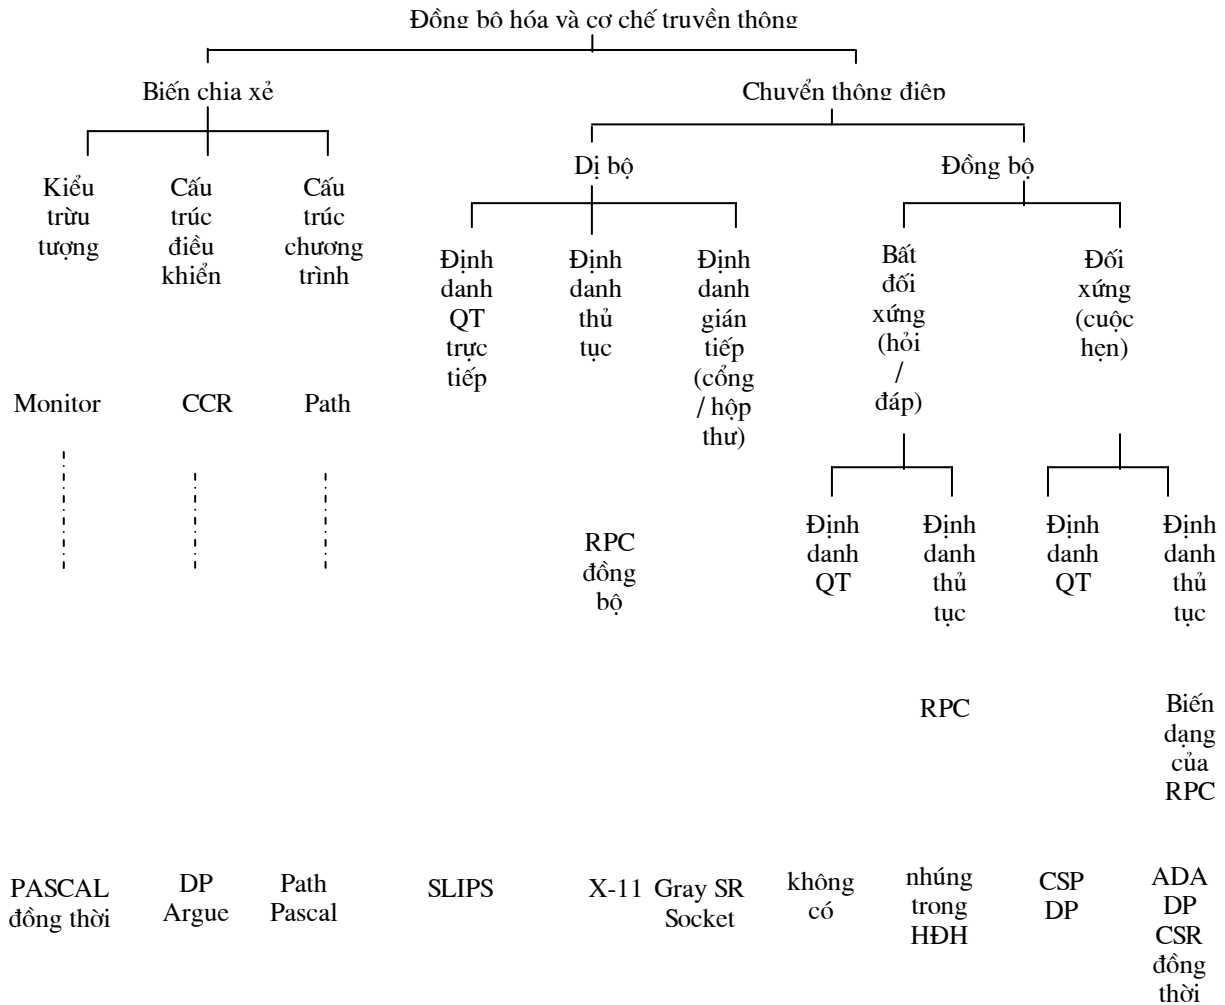 Đồng bộ hóa và cơ chế truyền thông
Biến chia xẻ
Chuyển thông điệp
Dị bộ
Đồng bộ
Kiểu
trừu
tượng
Cấu
trúc
điều
khiển
Cấu
trúc
chương
trình
Định
danh
QT
trực
tiếp
Định
danh
thủ
tục
Định
danh
gián
tiếp
(cổng
/ hộp
thư)
Bất
đối
xứng
(hỏi
/
đáp)
Đối
xứng
(cuộc
hẹn)
Monitor
CCR
Path
RPC
đồng
bộ
Định
danh
QT
Định
danh
thủ
tục
Định
danh
QT
Định
danh
thủ
tục
RPC
Biến
dạng
của
RPC
PASCAL
đồng thời
DP
Argue
Path
Pascal
SLIPS
X-11
Gray SR
Socket
không
có
nhúng
trong
HĐH
CSP
DP
ADA
DP
CSR
đồng
thời